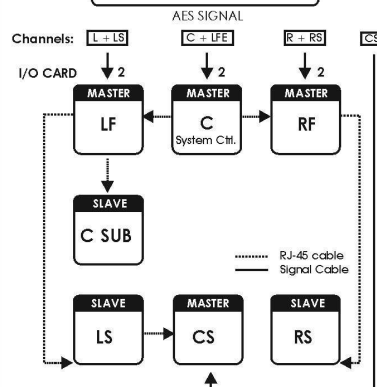 AES SIGNAL
Channels: L + LS C + LFE R + RS CS
I/O CARD 2 2 2
MASTER MASTER MASTER
LF C RF
System Ctrl.
SLAVE
C SUB
RJ-45 cable
Signal Cable
SLAVE MASTER SLAVE
LS CS RS